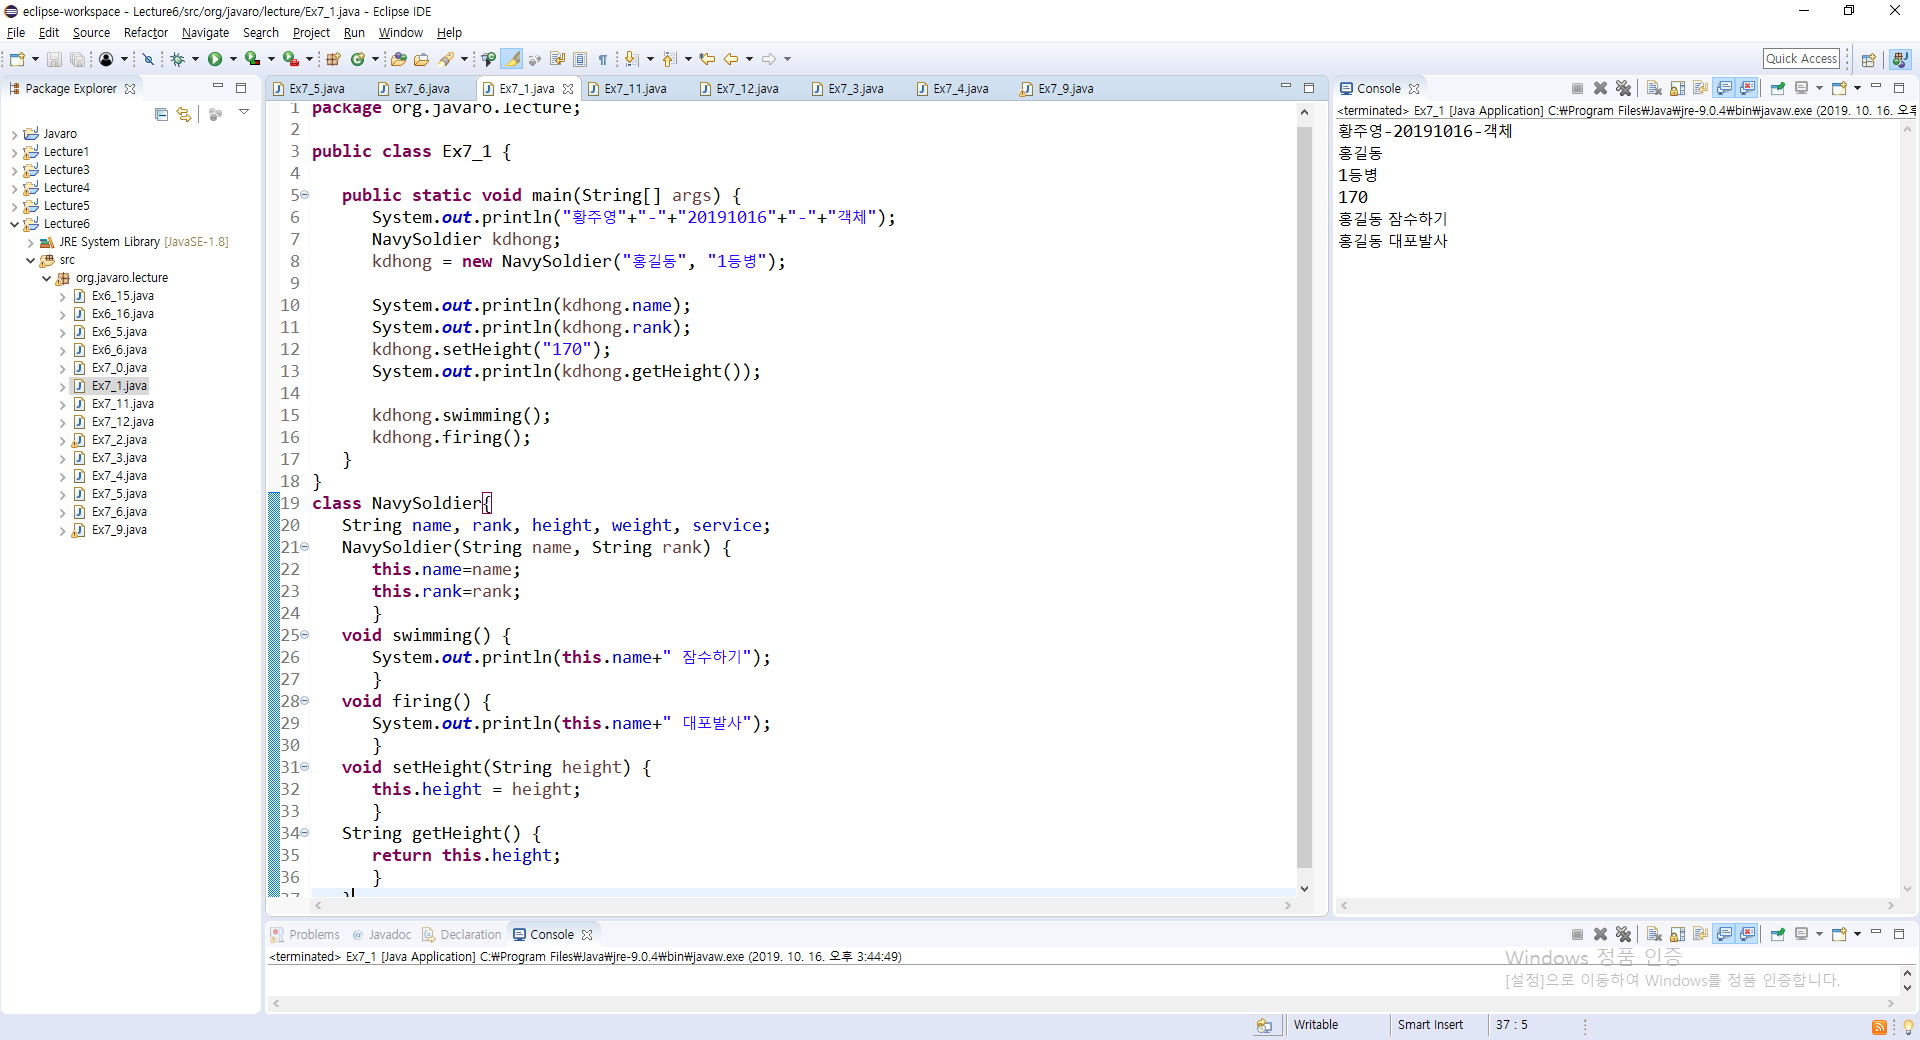 eclipse-workspace - Lecture6/src/org/javaro/lecture/Ex7_1.java - Eclipse IDE
File Edit Source Refactor Navigate Search Project Run Window Help
Quick Access
Package Explorer
Javaro
Lecture1
Lecture3
Lecture4
Lecture5
Lecture6
JRE System Library [JavaSE-1.8]
src
org.javaro.lecture
Ex6_15.java
Ex6_16.java
Ex6_5.java
Ex6_6.java
Ex7_0.java
Ex7_1.java
Ex7_11.java
Ex7_12.java
Ex7_2.java
Ex7_3.java
Ex7_4.java
Ex7_5.java
Ex7_6.java
Ex7_9.java
Ex7_5.java Ex7_6.java Ex7_1.java Ex7_11.java Ex7_12.java Ex7_3.java Ex7_4.java Ex7_9.java
1 package org.javaro.lecture;
2
3 public class Ex7_1 {
4
5 public static void main(String[] args) {
6 System.out.println("황주영"+"-"+"20191016"+"-"+"객체");
7 NavySoldier kdhong;
8 kdhong = new NavySoldier("홍길동", "1등병");
9
10 System.out.println(kdhong.name);
11 System.out.println(kdhong.rank);
12 kdhong.setHeight("170");
13 System.out.println(kdhong.getHeight());
14
15 kdhong.swimming();
16 kdhong.firing();
17 }
18 }
19 class NavySoldier{
20 String name, rank, height, weight, service;
21 NavySoldier(String name, String rank) {
22 this.name=name;
23 this.rank=rank;
24 }
25 void swimming() {
26 System.out.println(this.name+" 잠수하기");
27 }
28 void firing() {
29 System.out.println(this.name+" 대포발사");
30 }
31 void setHeight(String height) {
32 this.height = height;
33 }
34 String getHeight() {
35 return this.height;
36 }
37 }
Console
<terminated> Ex7_1 [Java Application] C:₩Program Files₩Java₩jre-9.0.4₩bin₩javaw.exe (2019. 10. 16. 오후
황주영-20191016-객체
홍길동
1등병
170
홍길동 잠수하기
홍길동 대포발사
Problems @ Javadoc Declaration Console
<terminated> Ex7_1 [Java Application] C:₩Program Files₩Java₩jre-9.0.4₩bin₩javaw.exe (2019. 10. 16. 오후 3:44:49)
Windows 정품 인증
[설정]으로 이동하여 Windows를 정품 인증합니다.
Writable Smart Insert 37 : 5